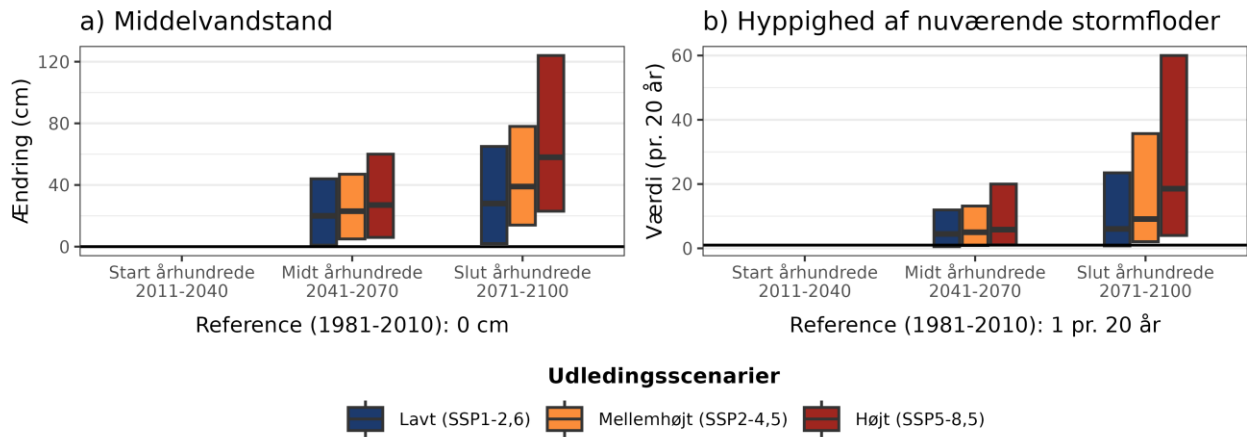 a) Middelvandstand
Ændring (cm)
120
80
40
0
Start århundrede
2011-2040
Midt århundrede
2041-2070
Slut århundrede
2071-2100
Reference (1981-2010): 0 cm
b) Hyppighed af nuværende stormfloder
Værdi (pr. 20 år)
60
40
20
0
Start århundrede
2011-2040
Midt århundrede
2041-2070
Slut århundrede
2071-2100
Reference (1981-2010): 1 pr. 20 år
Udledingsscenarier
Lavt (SSP1-2,6)
Mellemhøjt (SSP2-4,5)
Højt (SSP5-8,5)